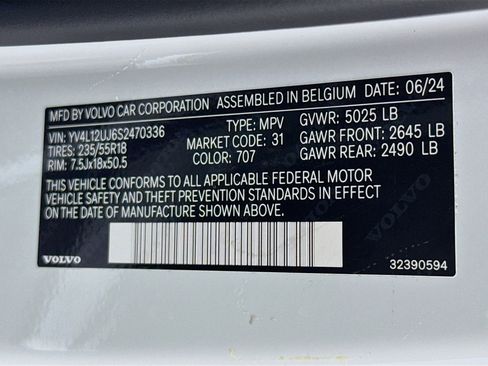 MFD. BY VOLVO CAR CORPORATION ASSEMBLED IN BELGIUM DATE: 06/24
VIN: YV4L12UJ6S2470336 TYPE: MPV GVWR: 5025 LB
TIRES: 235/55R18 MARKET CODE: 31 GAWR FRONT: 2645 LB
RIM: 7.5Jx18x50.5 COLOR: 707 GAWR REAR: 2490 LB
THIS VEHICLE CONFORMS TO ALL APPLICABLE FEDERAL MOTOR
VEHICLE SAFETY AND THEFT PREVENTION STANDARDS IN EFFECT
ON THE DATE OF MANUFACTURE SHOWN ABOVE.
VOLVO 32390594